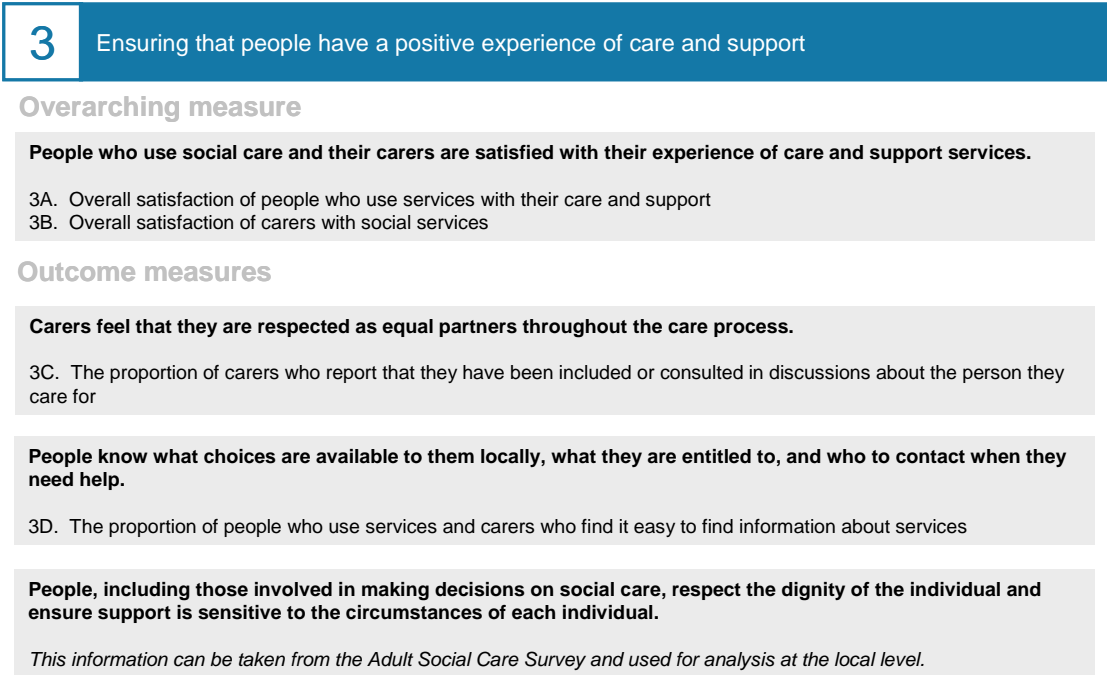 3
Ensuring that people have a positive experience of care and support
Overarching measure
People who use social care and their carers are satisfied with their experience of care and support services.
3A. Overall satisfaction of people who use services with their care and support
3B. Overall satisfaction of carers with social services
Outcome measures
Carers feel that they are respected as equal partners throughout the care process.
3C. The proportion of carers who report that they have been included or consulted in discussions about the person they
care for
People know what choices are available to them locally, what they are entitled to, and who to contact when they
need help.
3D. The proportion of people who use services and carers who find it easy to find information about services
People, including those involved in making decisions on social care, respect the dignity of the individual and
ensure support is sensitive to the circumstances of each individual.
This information can be taken from the Adult Social Care Survey and used for analysis at the local level.